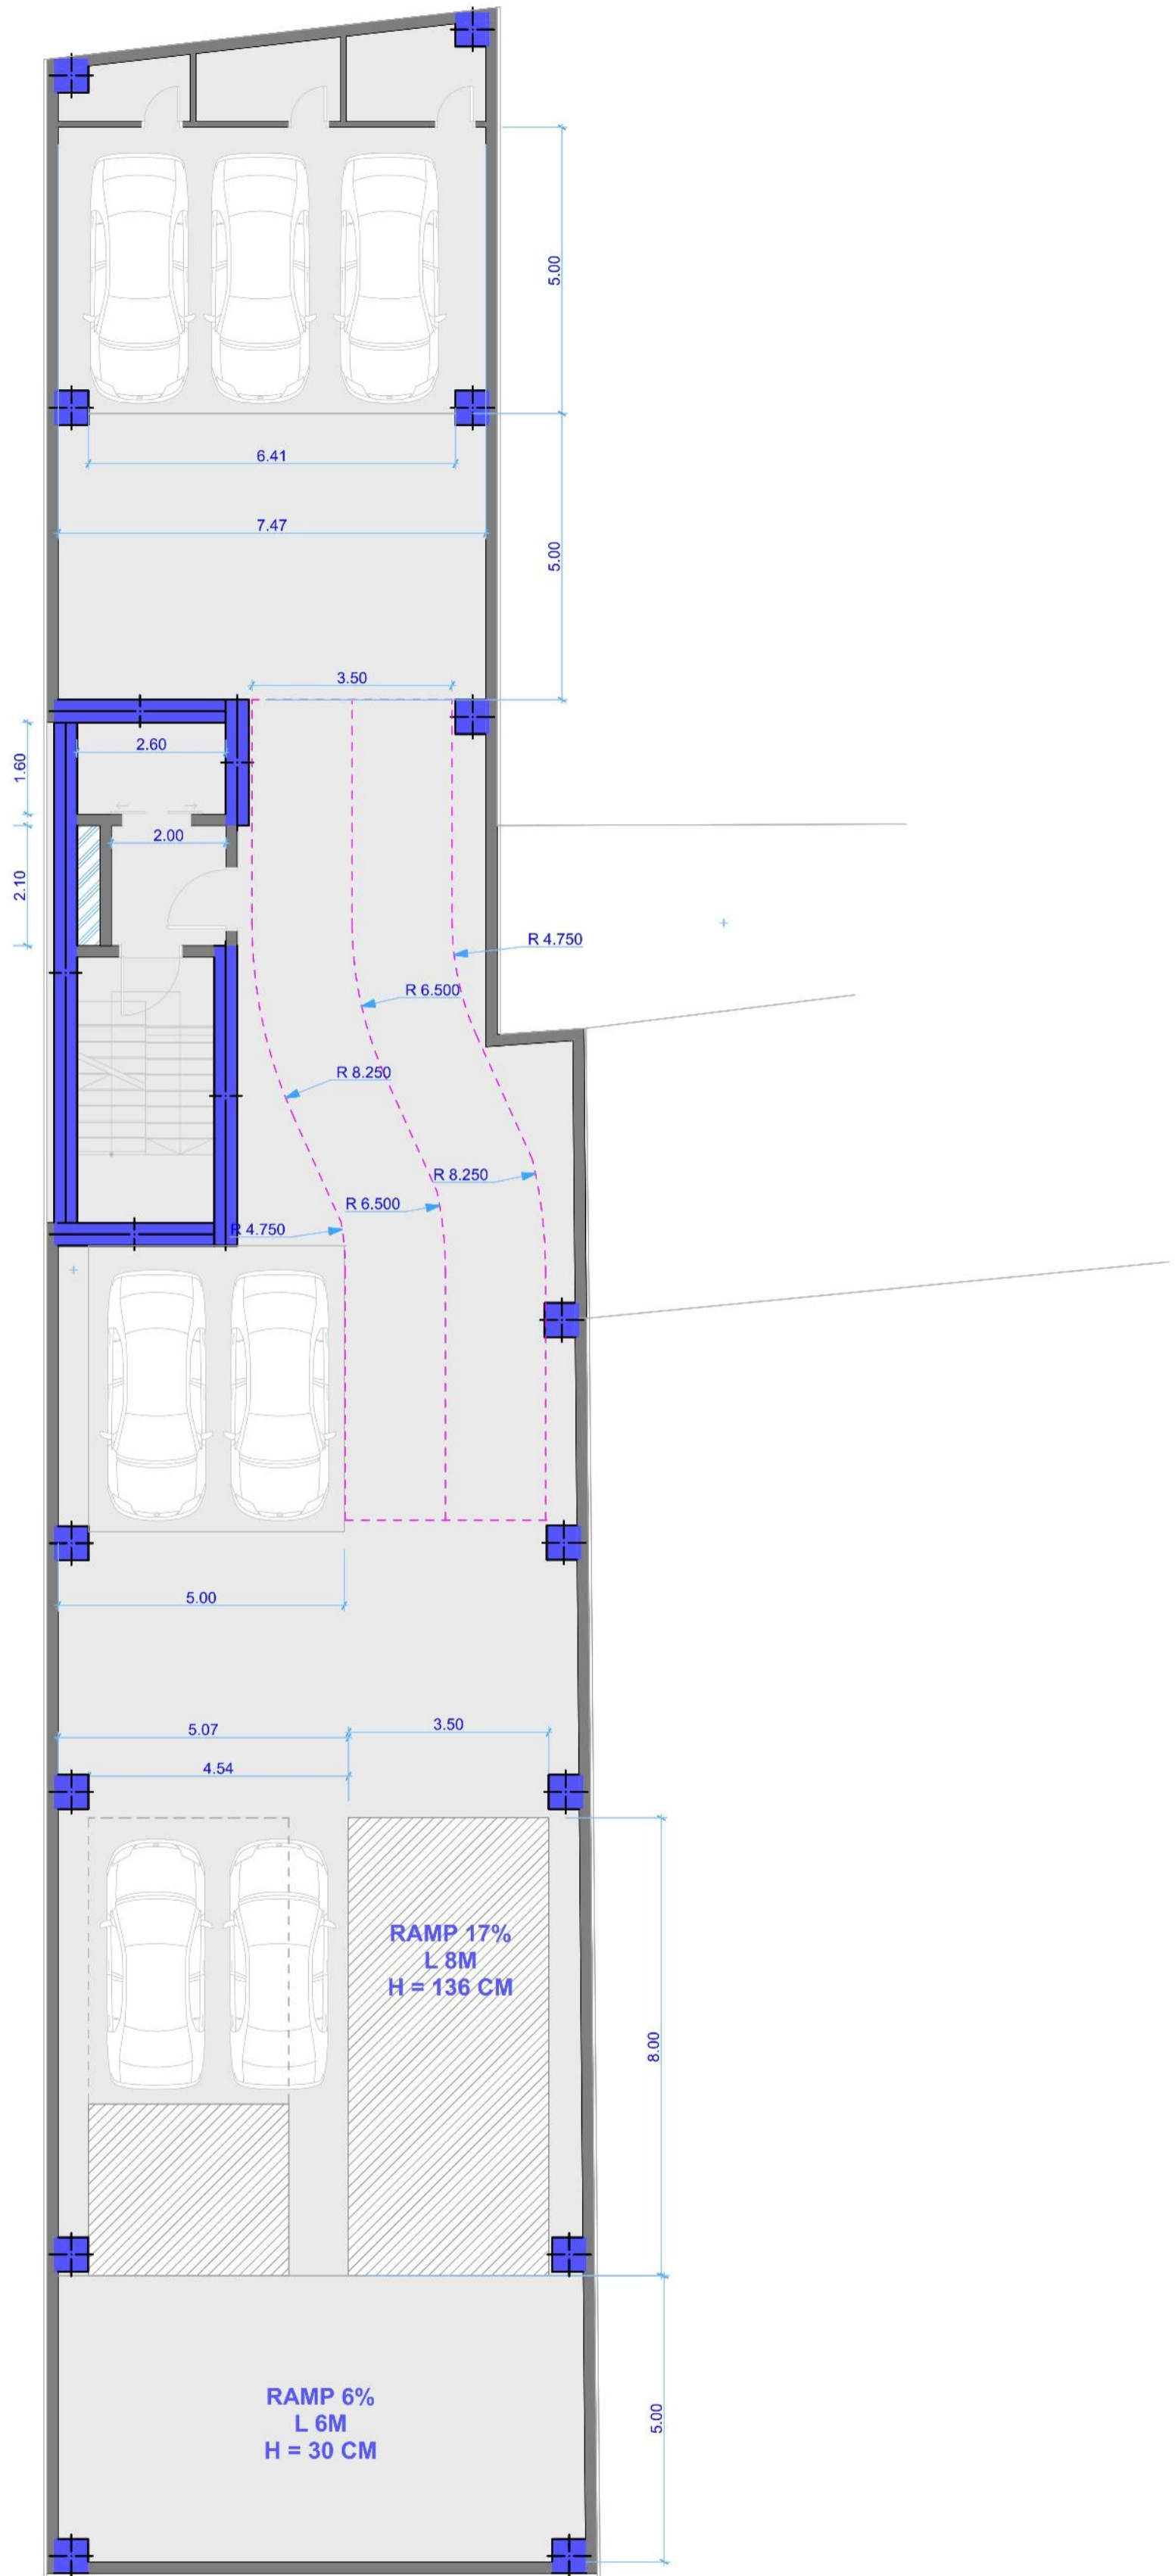 5.00
6.41
7.47
5.00
3.50
2.60
1.60
2.00
2.10
R 4.750
R 6.500
R 8.250
R 8.250
R 6.500
R 4.750
5.00
5.07
3.50
4.54
RAMP 17%
L 8M
H = 136 CM
8.00
RAMP 6%
L 6M
H = 30 CM
5.00